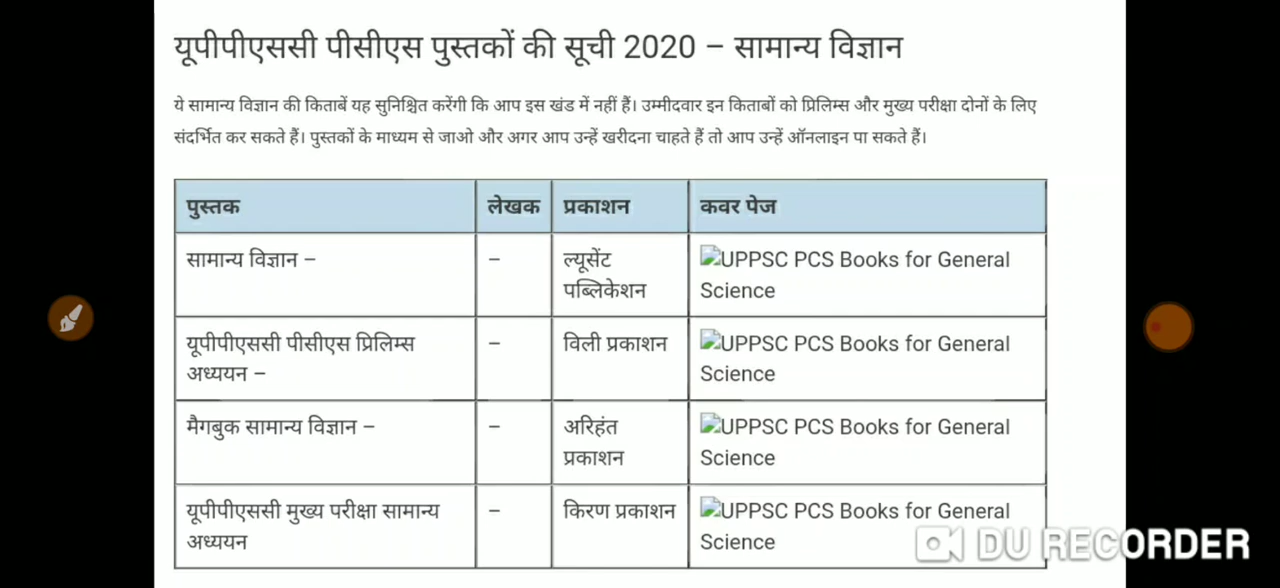 यूपीपीएससी पीसीएस पुस्तकों की सूची 2020 – सामान्य विज्ञान
ये सामान्य विज्ञान की किताबें यह सुनिश्चित करेंगी कि आप इस खंड में नहीं हैं। उम्मीदवार इन किताबों को प्रिलिम्स और मुख्य परीक्षा दोनों के लिए
संदर्भित कर सकते हैं। पुस्तकों के माध्यम से जाओ और अगर आप उन्हें खरीदना चाहते हैं तो आप उन्हें ऑनलाइन पा सकते हैं।
पुस्तक लेखक प्रकाशन कवर पेज
सामान्य विज्ञान – – ल्यूसेंट UPPSC PCS Books for General
पब्लिकेशन Science
यूपीपीएससी पीसीएस प्रिलिम्स – विली प्रकाशन UPPSC PCS Books for General
अध्ययन – Science
मैगबुक सामान्य विज्ञान – – अरिहंत UPPSC PCS Books for General
प्रकाशन Science
यूपीपीएससी मुख्य परीक्षा सामान्य – किरण प्रकाशन UPPSC PCS Books for General
अध्ययन Science
DU RECORDER